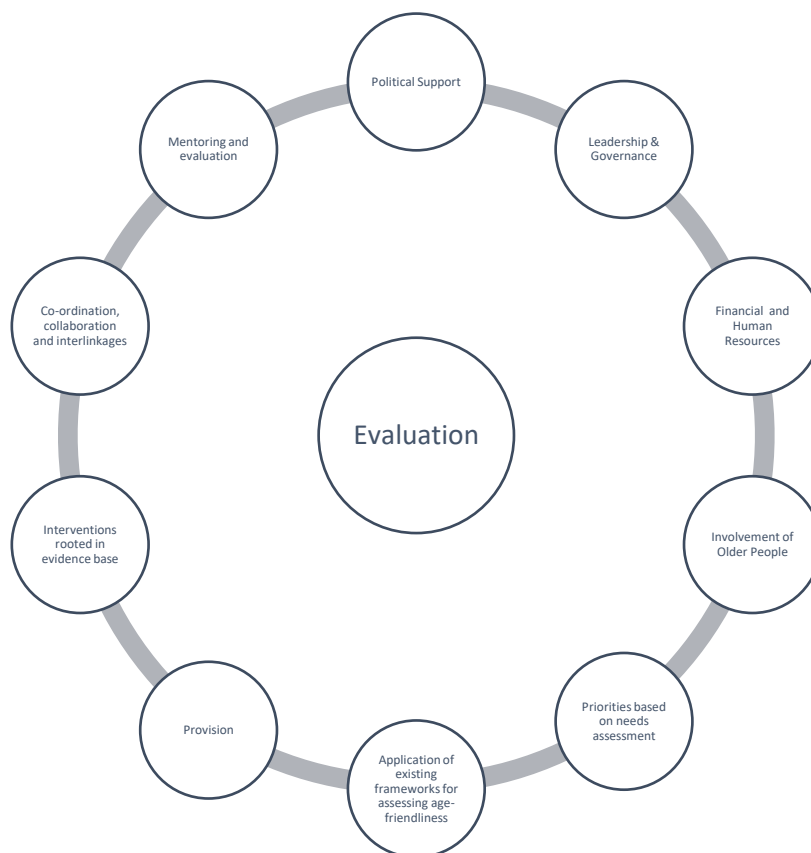 Political Support
Leadership &
Governance
Financial and
Human
Resources
Involvement of
Older People
Priorities based
on needs
assessment
Application of
existing
frameworks for
assessing age-
friendliness
Provision
Interventions
rooted in
evidence base
Co-ordination,
collaboration
and interlinkages
Mentoring and
evaluation
Evaluation